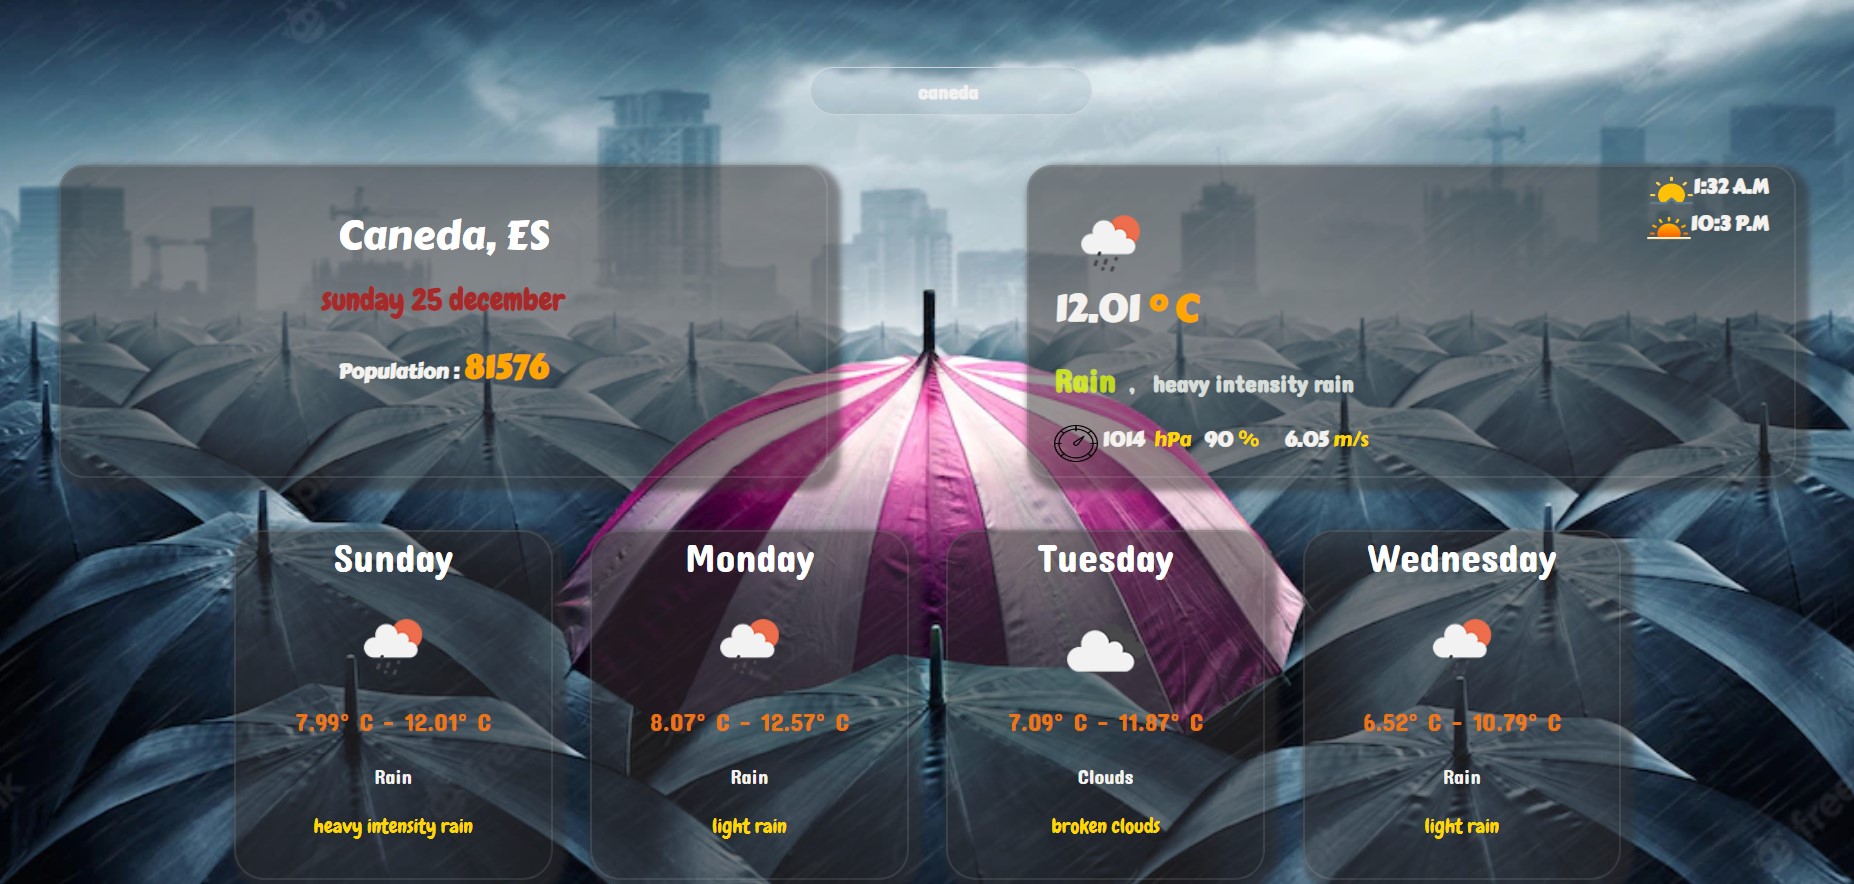 caneda
Caneda, ES
sunday 25 december
Population : 81576
1:32 A.M
10:3 P.M
12.01 ° C
Rain , heavy intensity rain
1014 hPa 90 % 6.05 m/s
Sunday
7.99° C - 12.01° C
Rain
heavy intensity rain
Monday
8.07° C - 12.57° C
Rain
light rain
Tuesday
7.09° C - 11.87° C
Clouds
broken clouds
Wednesday
6.52° C - 10.79° C
Rain
light rain